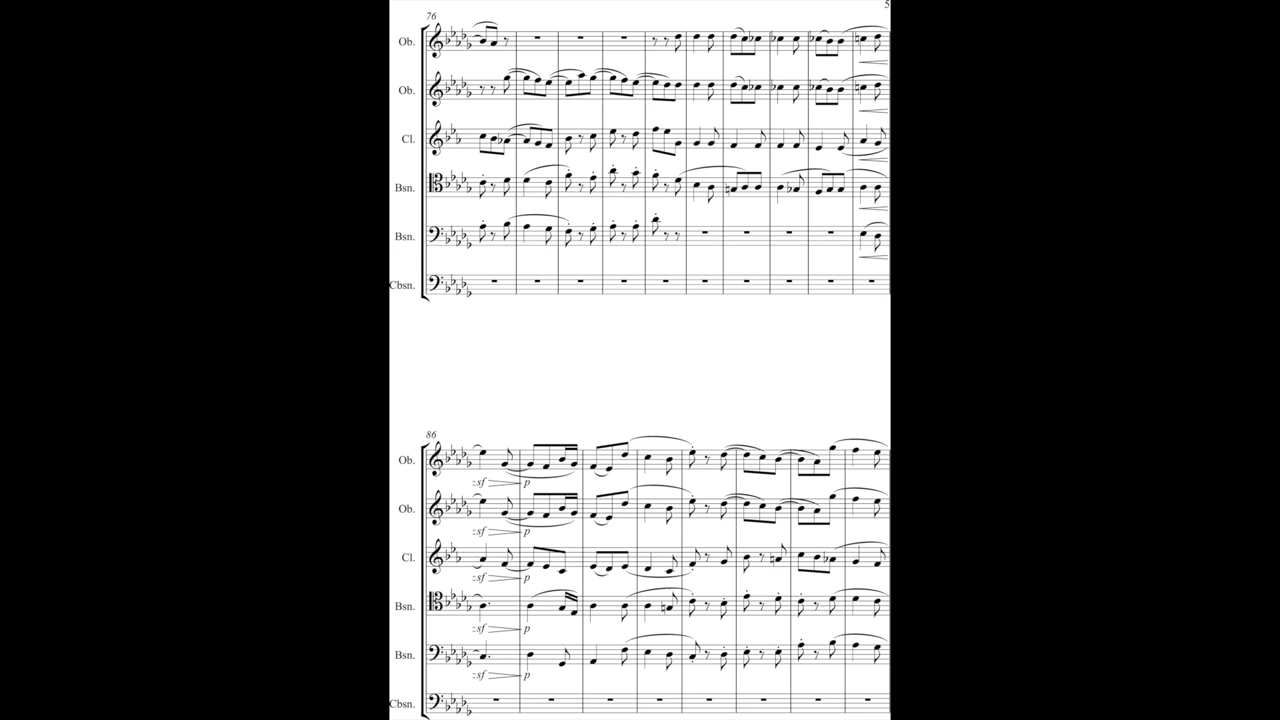 5
76
Ob.
Ob.
Cl.
Bsn.
Bsn.
Cbsn.
86
Ob.
sf p
Ob.
sf p
Cl.
sf p
Bsn.
sf p
Bsn.
sf p
Cbsn.